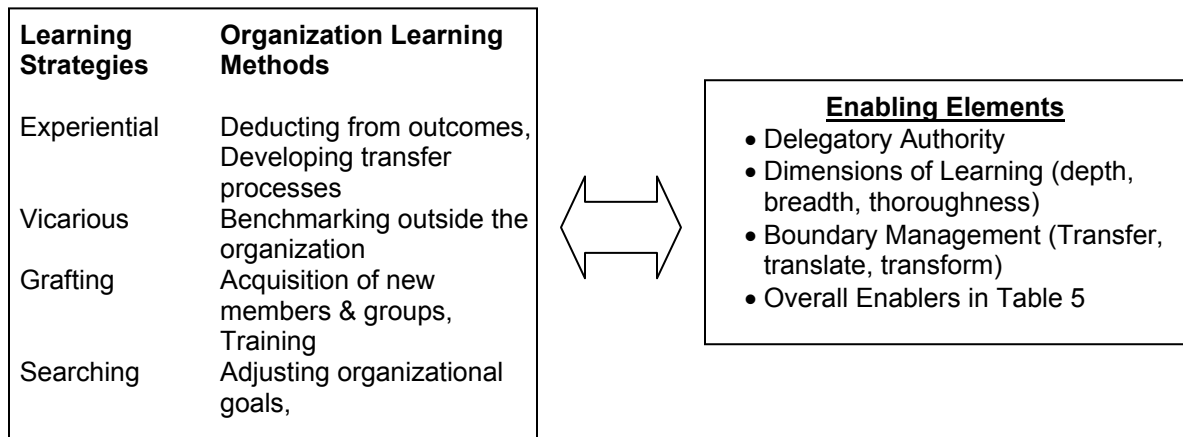 Learning Strategies Organization Learning Methods
Experiential Deducting from outcomes,
Developing transfer
processes
Vicarious Benchmarking outside the
organization
Grafting Acquisition of new
members & groups,
Training
Searching Adjusting organizational
goals,
Enabling Elements
• Delegatory Authority
• Dimensions of Learning (depth,
breadth, thoroughness)
• Boundary Management (Transfer,
translate, transform)
• Overall Enablers in Table 5